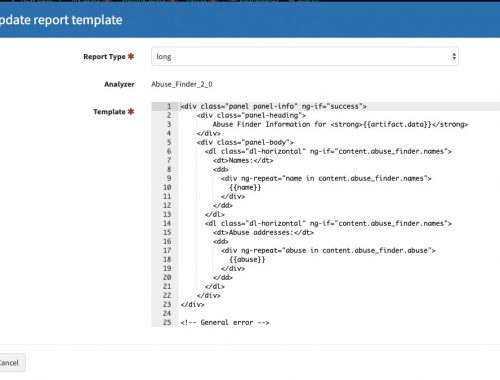 pdate report template
Report Type *
long
Analyzer
Abuse_Finder_2_0
Template *
1 <div class="panel panel-info" ng-if="success">
2 <div class="panel-heading">
3 Abuse Finder Information for <strong>{{artifact.data}}</strong>
4 </div>
5 <div class="panel-body">
6 <dl class="dl-horizontal" ng-if="content.abuse_finder.names">
7 <dt>Names:</dt>
8 <dd>
9 <div ng-repeat="name in content.abuse_finder.names">
10 {{name}}
11 </div>
12 </dd>
13 </dl>
14 <dl class="dl-horizontal" ng-if="content.abuse_finder.names">
15 <dt>Abuse addresses:</dt>
16 <dd>
17 <div ng-repeat="abuse in content.abuse_finder.abuse">
18 {{abuse}}
19 </div>
20 </dd>
21 </dl>
22 </div>
23 </div>
24
25 <!-- General error -->
Cancel